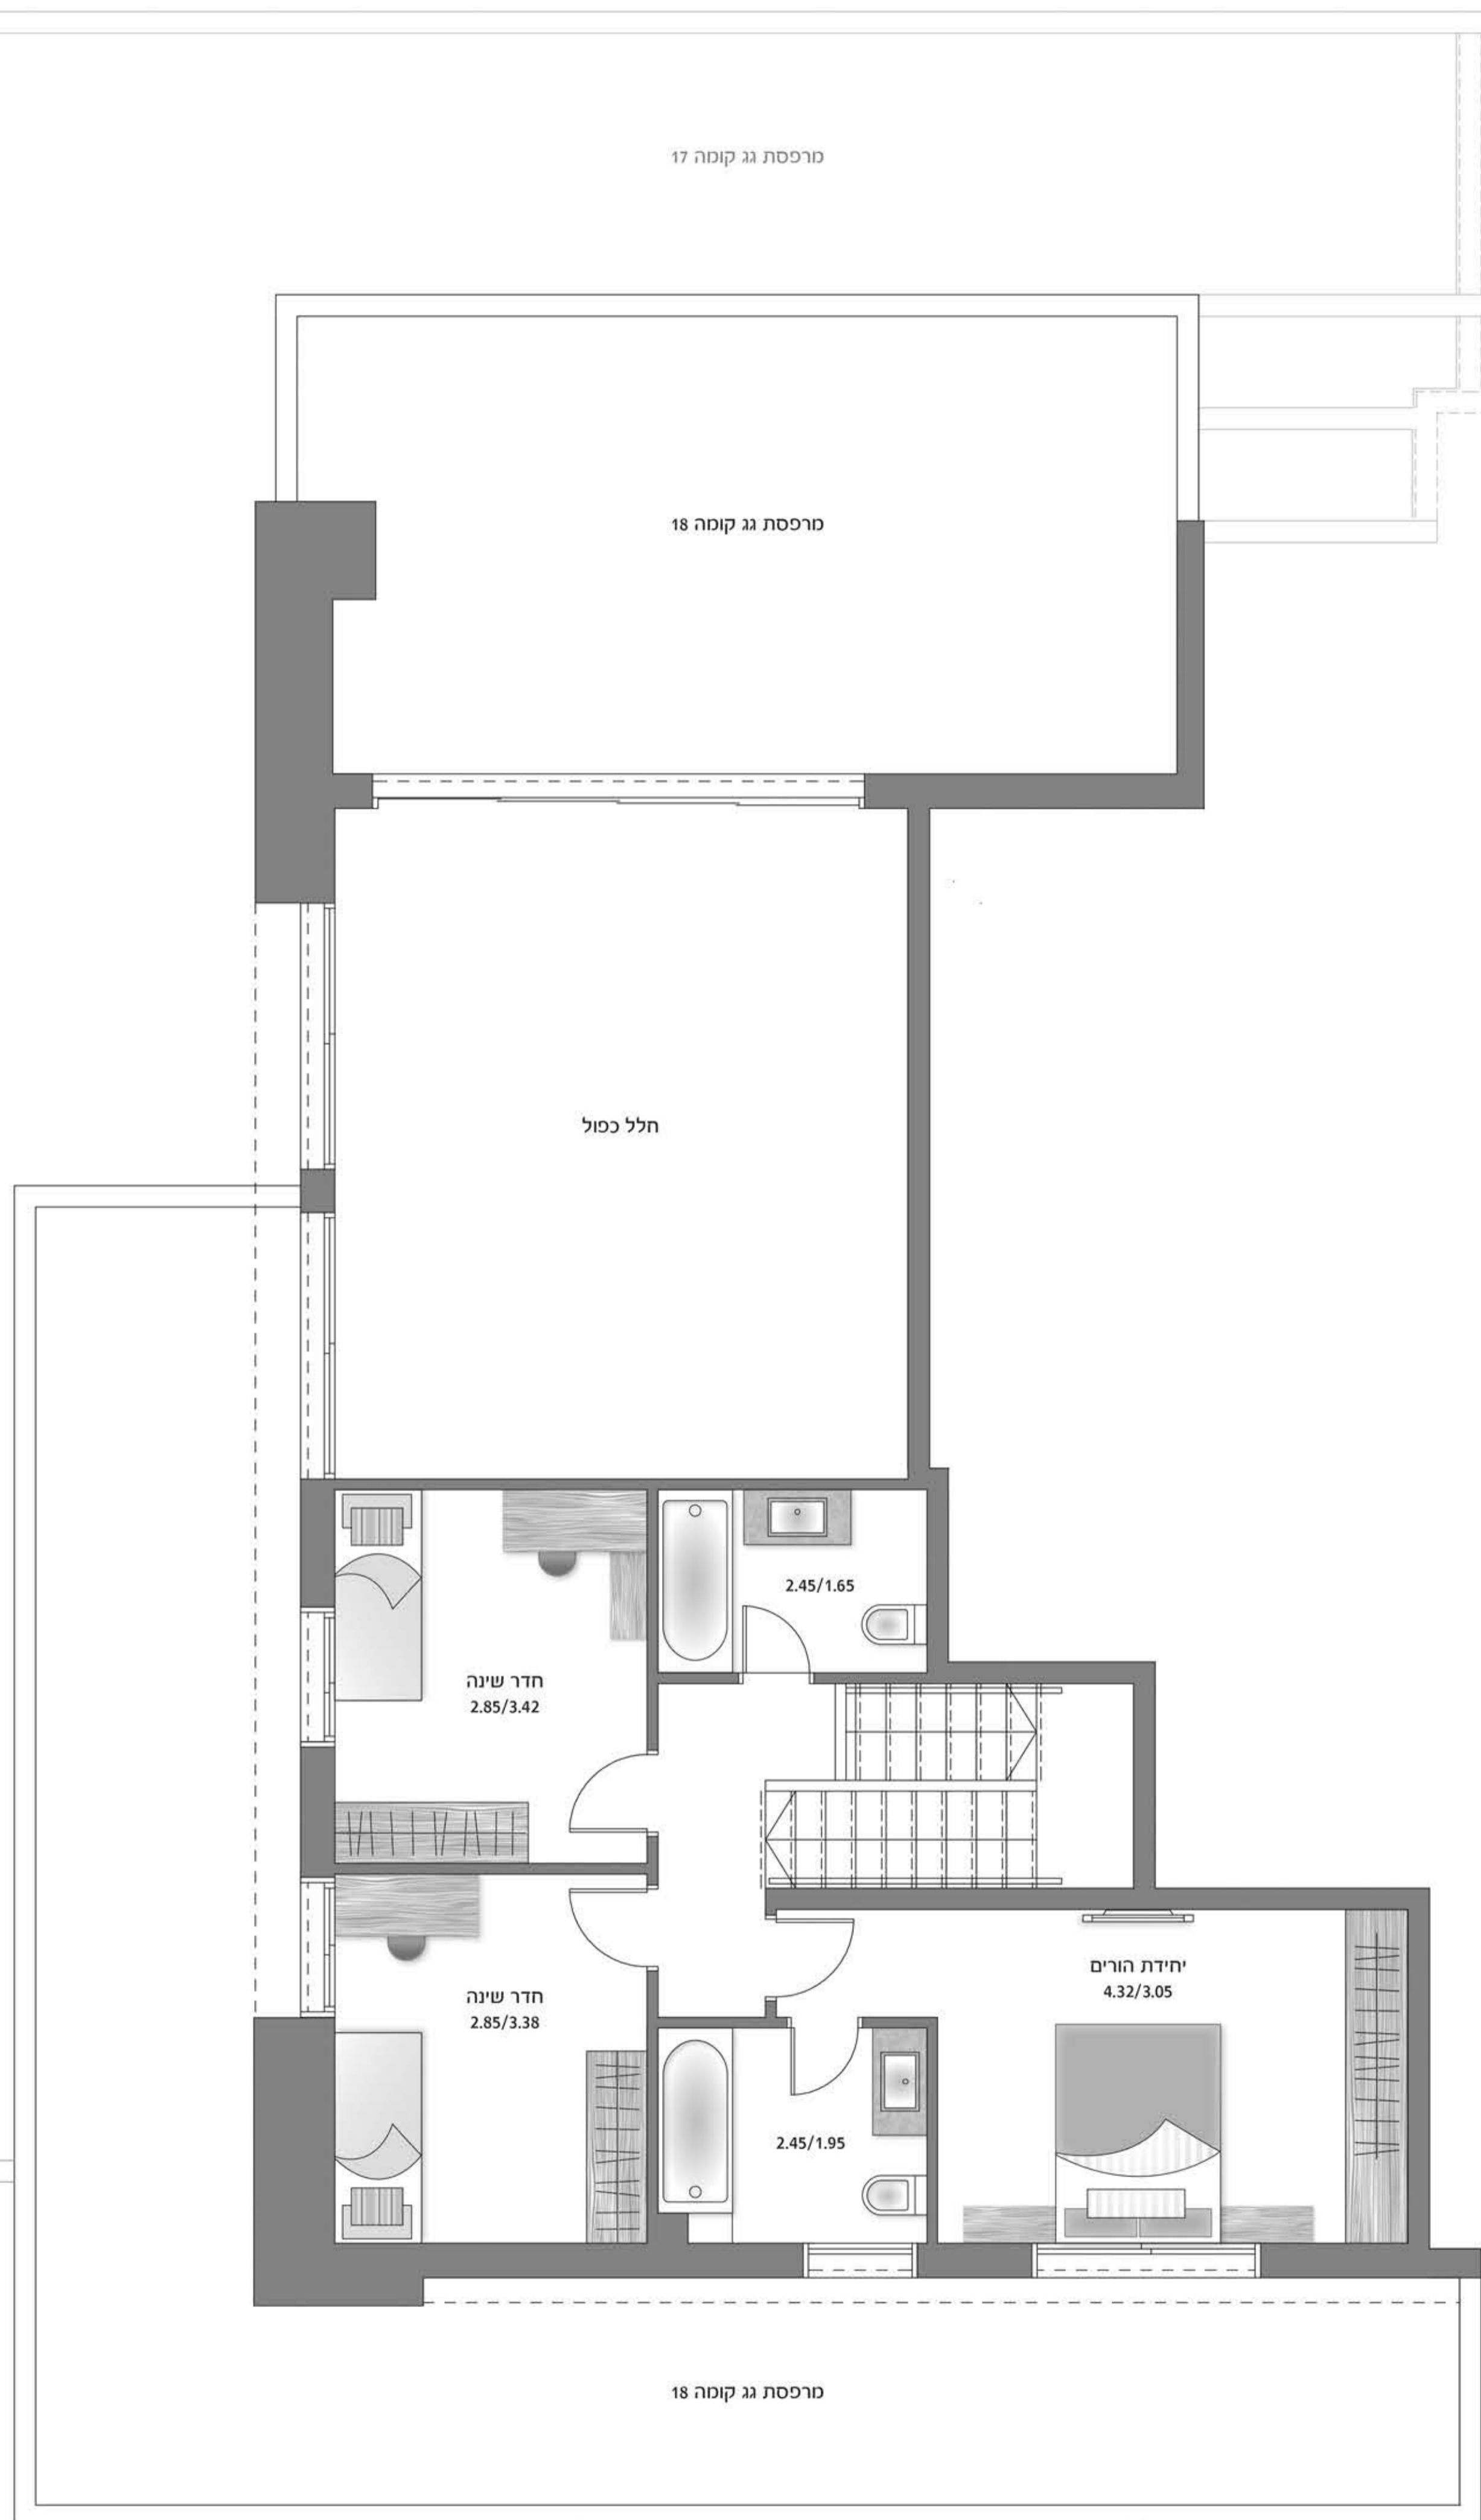 מרפסת גג קומה 17
מרפסת גג קומה 18
חלל כפול
2.45/1.65
חדר שינה
2.85/3.42
יחידת הורים
4.32/3.05
חדר שינה
2.85/3.38
2.45/1.95
מרפסת גג קומה 18